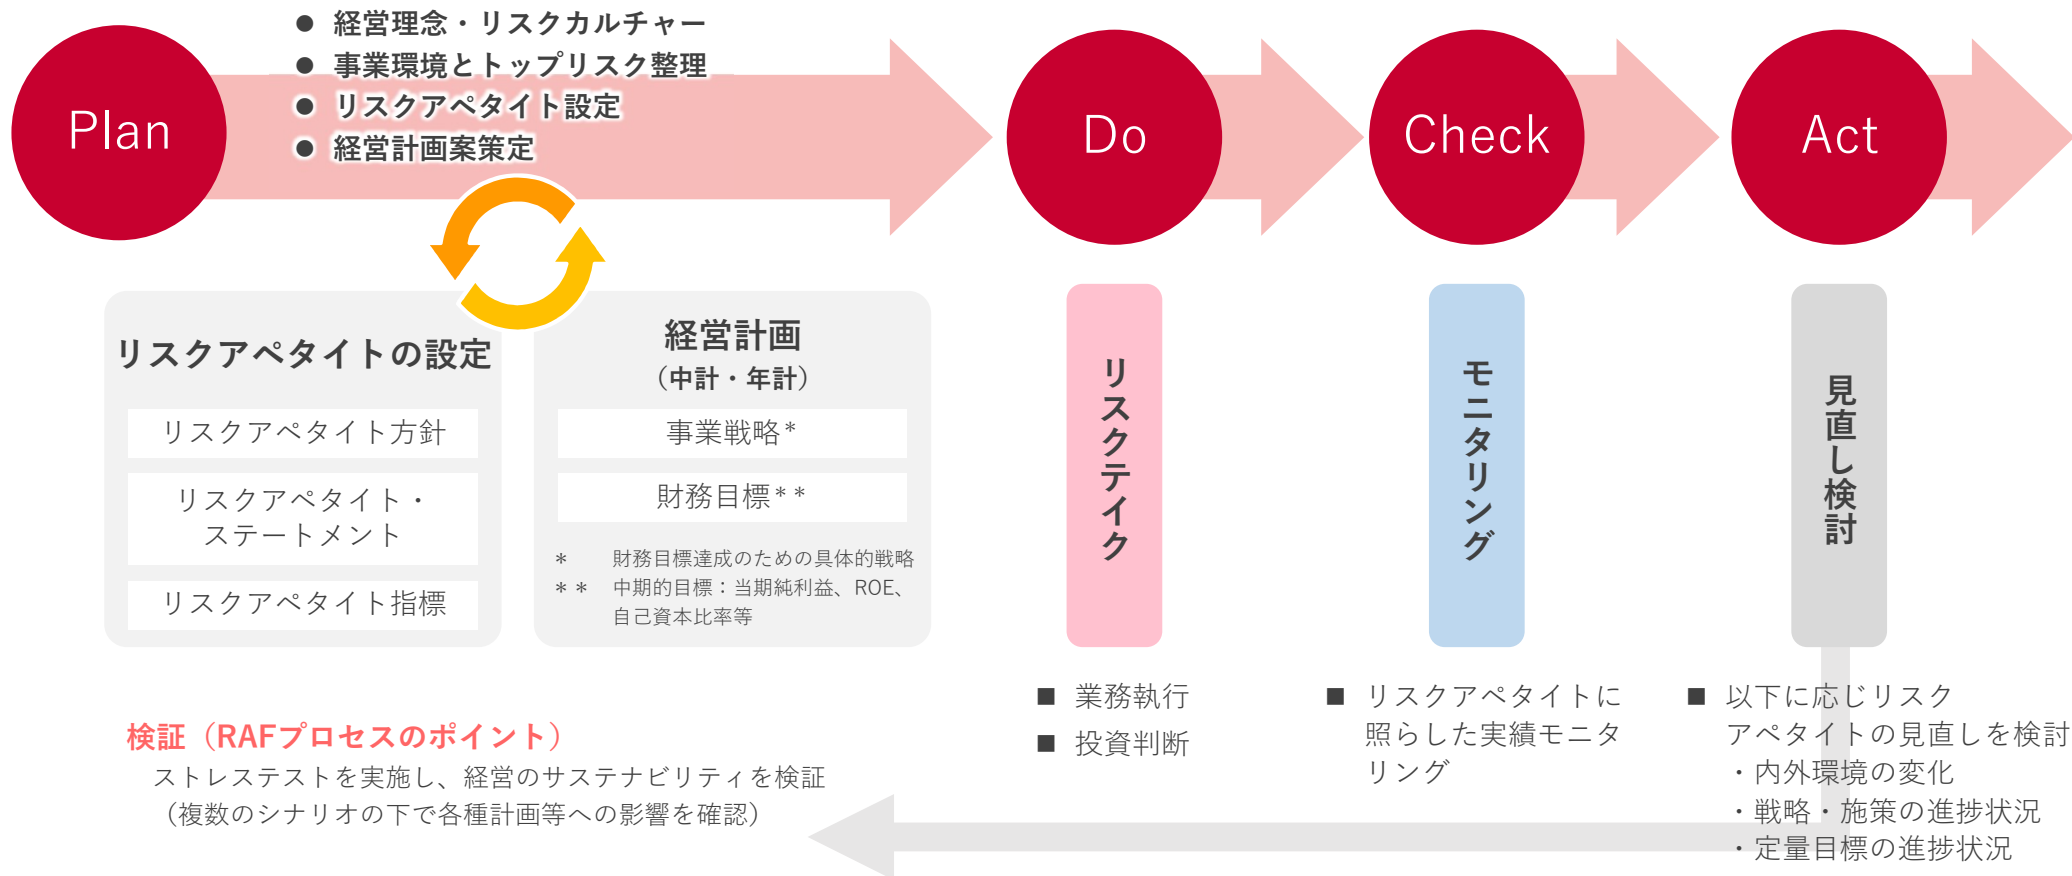 Plan
● 経営理念・リスクカルチャー
● 事業環境とトップリスク整理
● リスクアペタイト設定
● 経営計画案策定
Do
Check
Act
リスクアペタイトの設定
リスクアペタイト方針
リスクアペタイト・
ステートメント
リスクアペタイト指標
経営計画
（中計・年計）
事業戦略*
財務目標**
* 財務目標達成のための具体的戦略
** 中期的目標：当期純利益、ROE、
自己資本比率等
リスクテイク
モニタリング
見直し検討
検証（RAFプロセスのポイント）
ストレステストを実施し、経営のサステナビリティを検証
（複数のシナリオの下で各種計画等への影響を確認）
■ 業務執行
■ 投資判断
■ リスクアペタイトに
照らした実績モニタ
リング
■ 以下に応じリスク
アペタイトの見直しを検討
・内外環境の変化
・戦略・施策の進捗状況
・定量目標の進捗状況